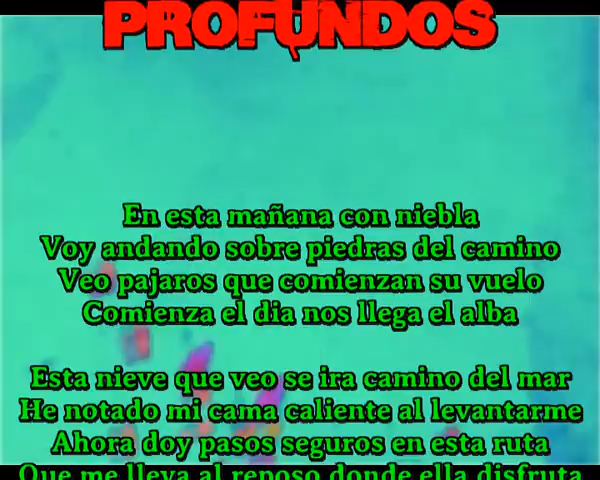 PROFUNDOS
En esta mañana con niebla
Voy andando sobre piedras del camino
Veo pajaros que comienzan su vuelo
Comienza el dia nos llega el alba
Esta nieve que veo se ira camino del mar
He notado mi cama caliente al levantarme
Ahora doy pasos seguros en esta ruta
Que me lleva al reposo donde ella disfruta